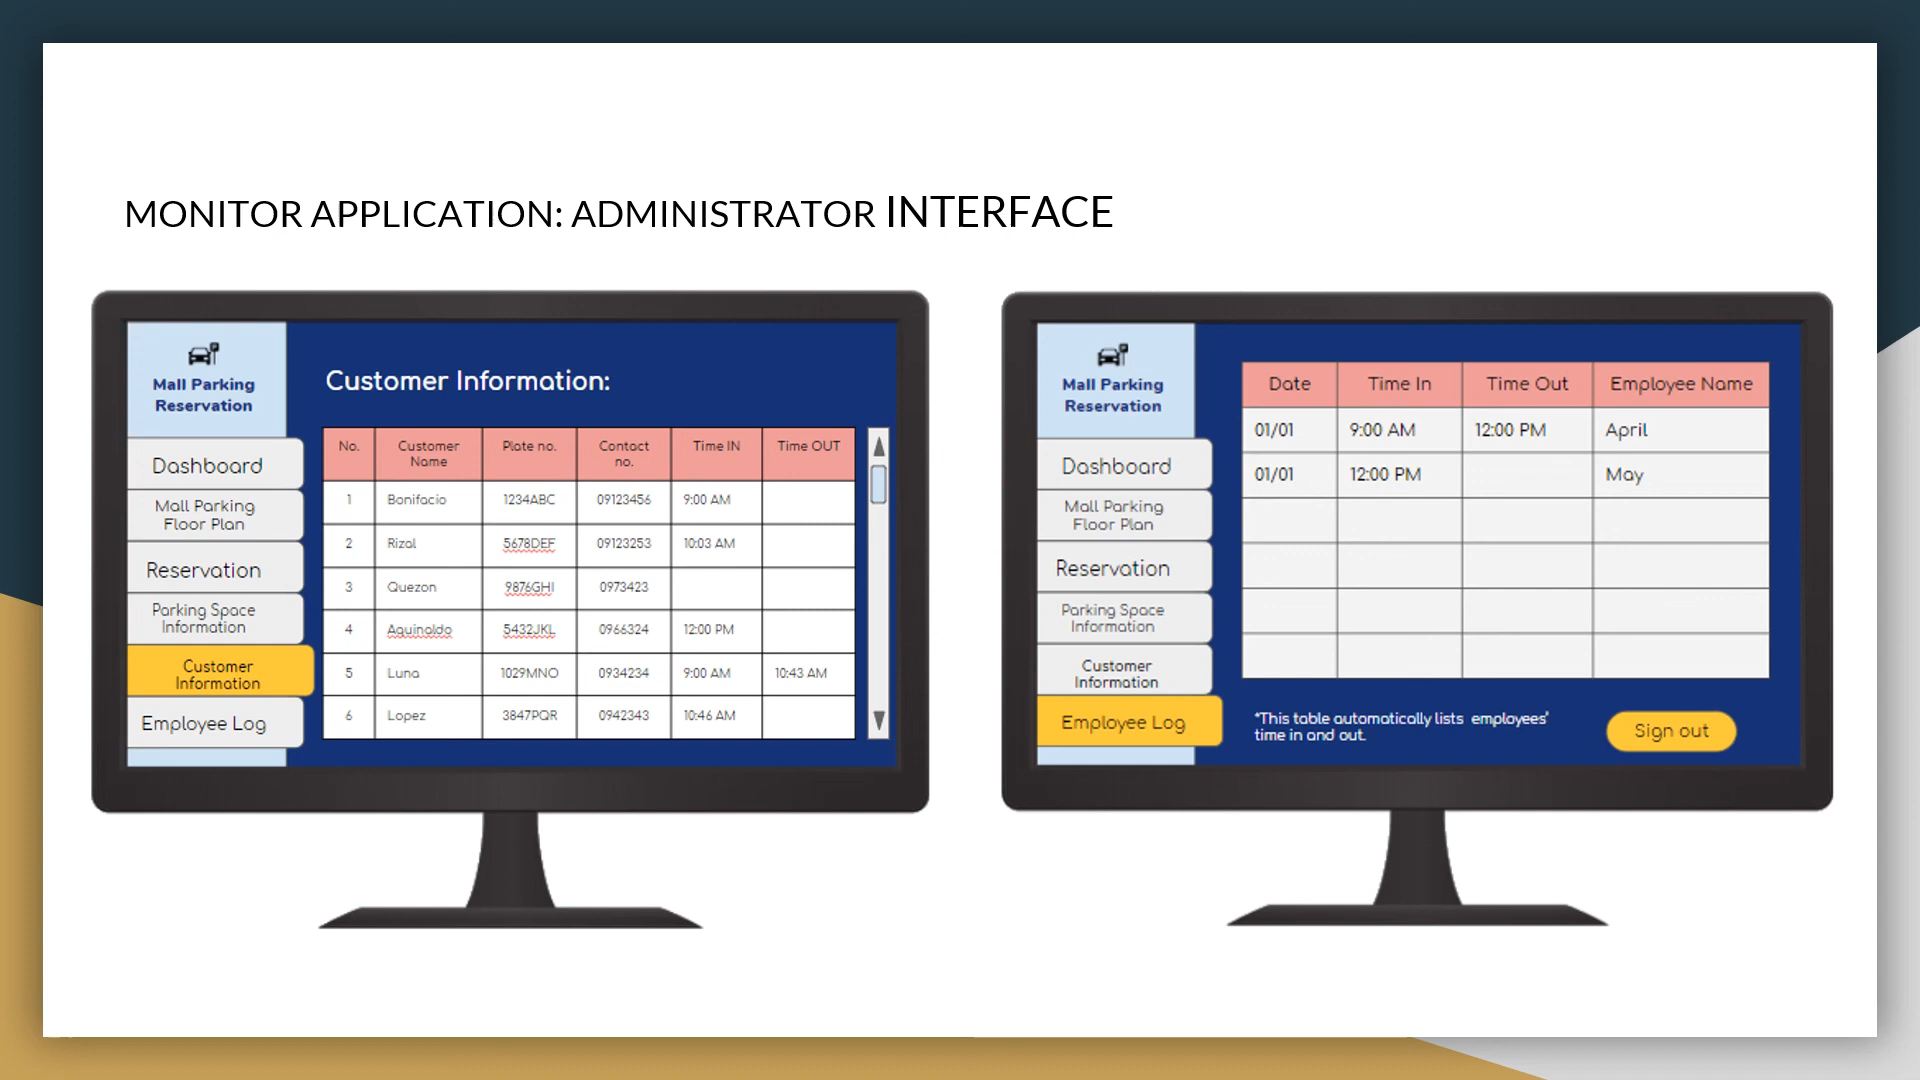 MONITOR APPLICATION: ADMINISTRATOR INTERFACE
Mall Parking
Reservation
Dashboard
Mall Parking
Floor Plan
Reservation
Parking Space
Information
Customer
Information
Employee Log
Customer Information:
No. Customer Name Plate no. Contact no. Time IN Time OUT
1 Bonifacio 1234ABC 09123456 9:00 AM
2 Rizal 5678DEF 09123253 10:03 AM
3 Quezon 9876GHI 0973423
4 Aguinaldo 5432JKL 0966324 12:00 PM
5 Luna 1029MNO 0934234 9:00 AM 10:43 AM
6 Lopez 3847PQR 0942343 10:46 AM
Mall Parking
Reservation
Dashboard
Mall Parking
Floor Plan
Reservation
Parking Space
Information
Customer
Information
Employee Log
Date Time In Time Out Employee Name
01/01 9:00 AM 12:00 PM April
01/01 12:00 PM May
*This table automatically lists employees'
time in and out.
Sign out